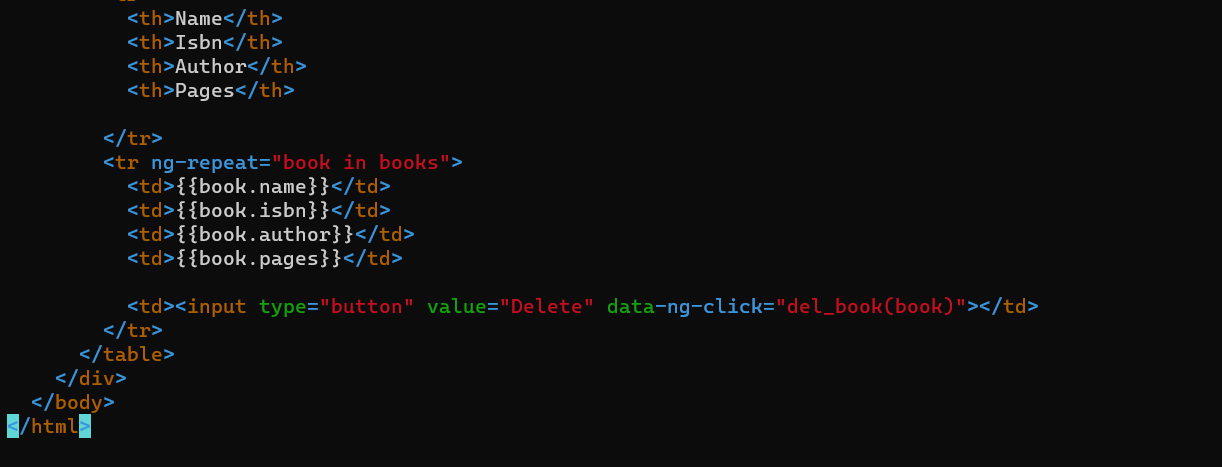 <th>Name</th>
<th>Isbn</th>
<th>Author</th>
<th>Pages</th>
</tr>
<tr ng-repeat="book in books">
<td>{{book.name}}</td>
<td>{{book.isbn}}</td>
<td>{{book.author}}</td>
<td>{{book.pages}}</td>
<td><input type="button" value="Delete" data-ng-click="del_book(book)"></td>
</tr>
</table>
</div>
</body>
</html>